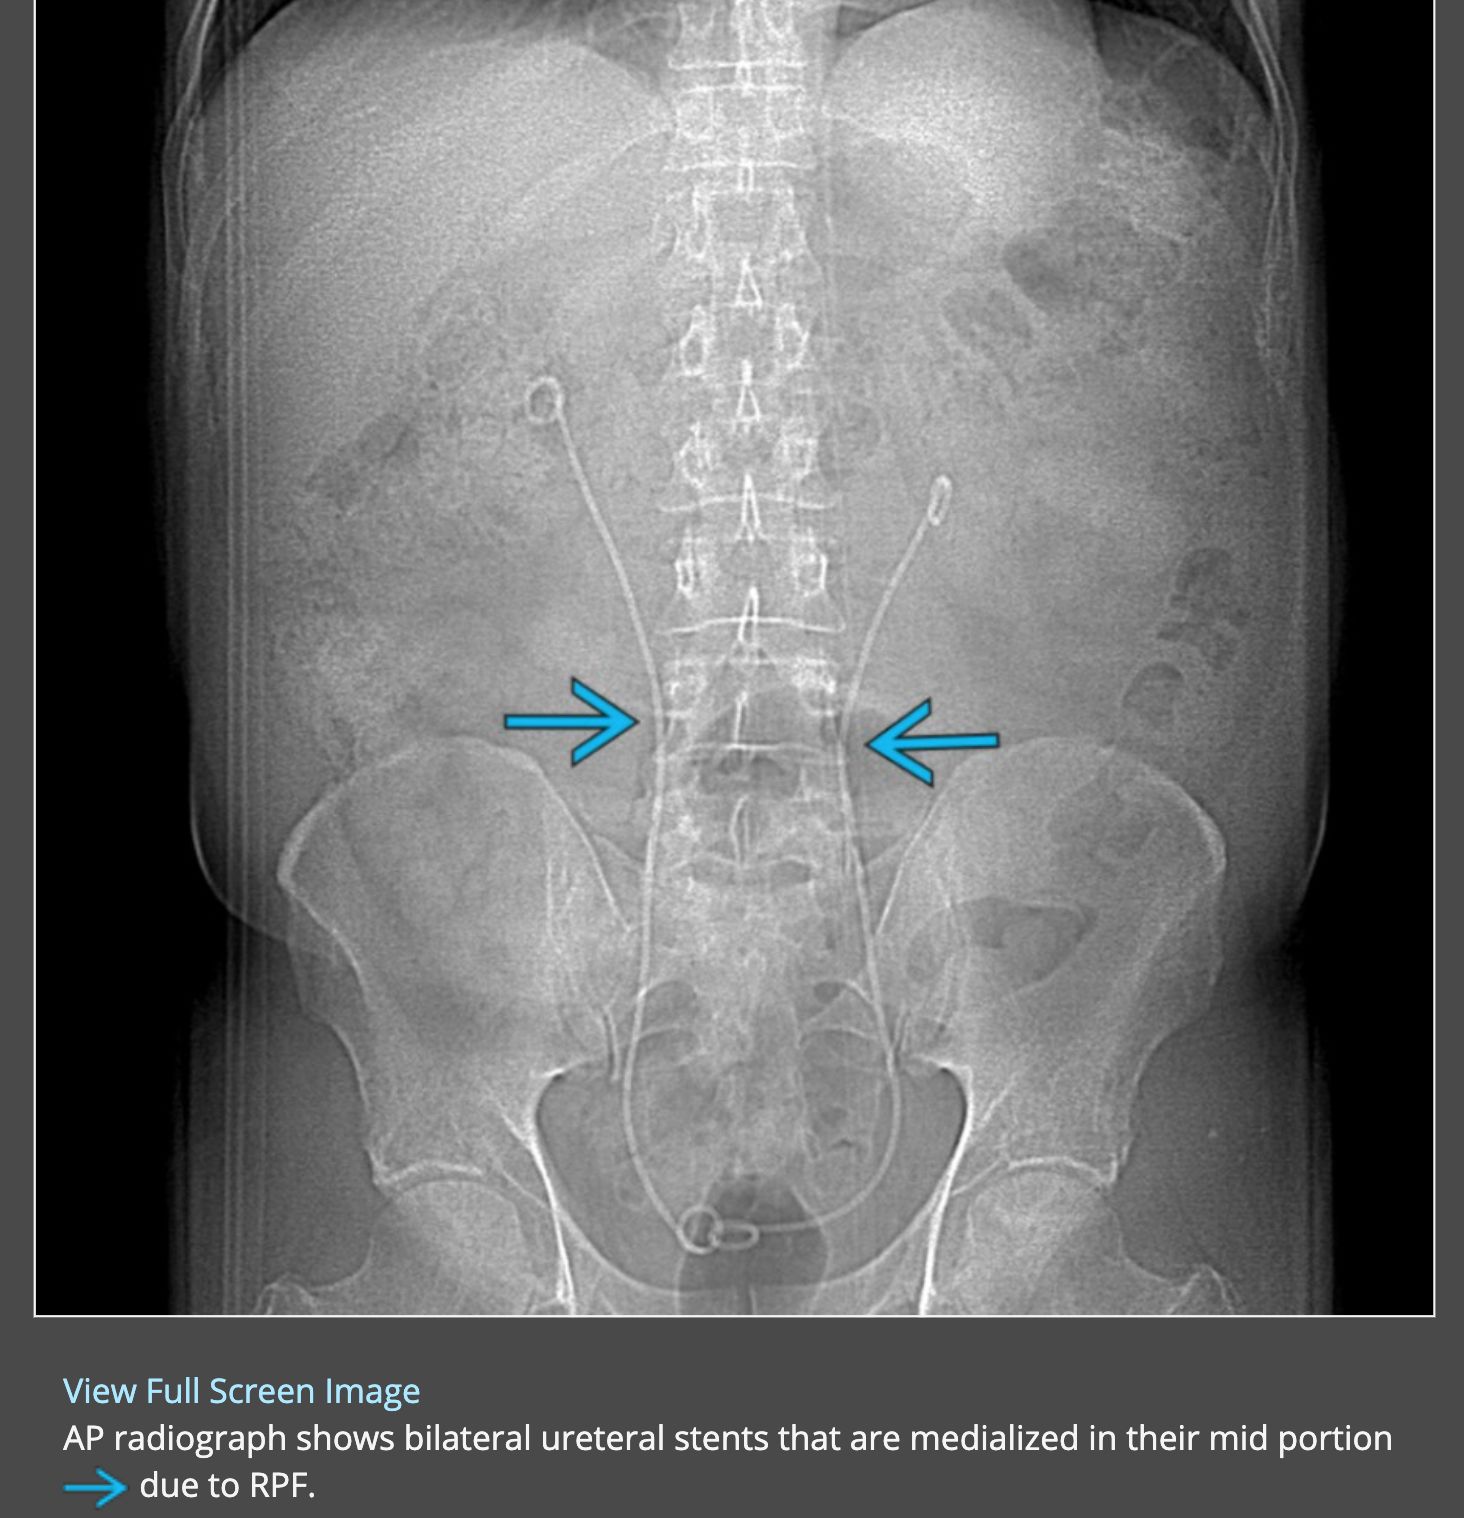 View Full Screen Image
AP radiograph shows bilateral ureteral stents that are medialized in their mid portion
due to RPF.